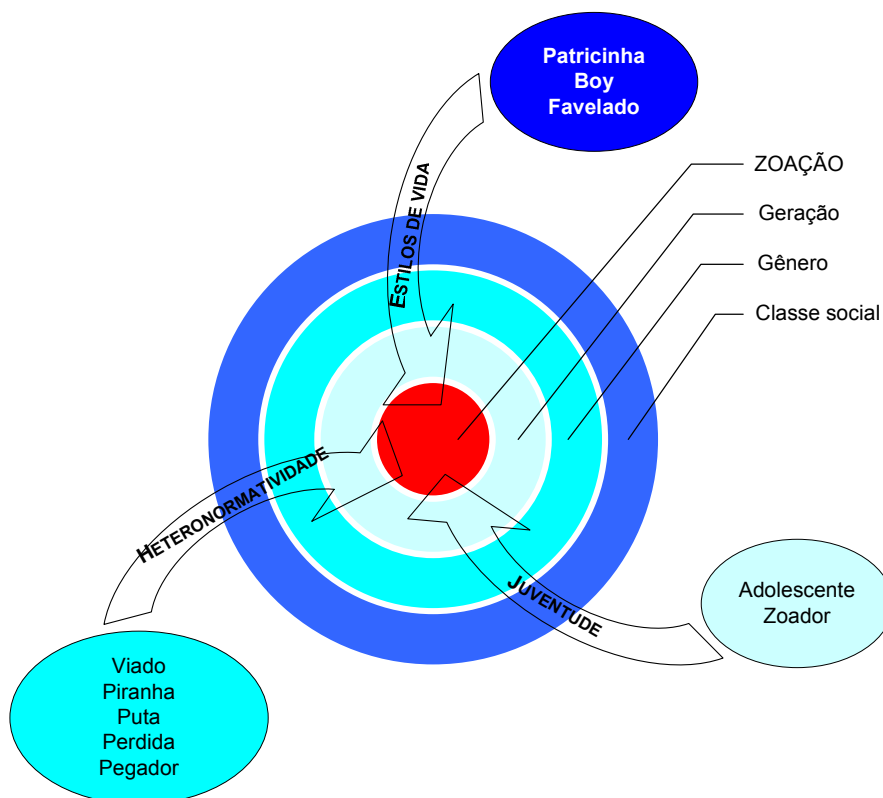 Patricinha
Boy
Favelado
ZOAÇÃO
Geração
Gênero
Classe social
ESTILOS DE VIDA
HETERONORMATIVIDADE
JUVENTUDE
Adolescente
Zoador
Viado
Piranha
Puta
Perdida
Pegador